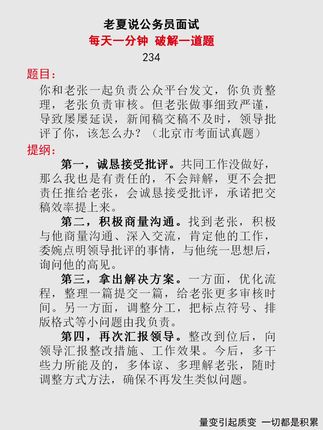 老夏说公务员面试
每天一分钟 破解一道题
234
题目：
你和老张一起负责公众平台发文，你负责整
理，老张负责审核。但老张做事细致严谨，
导致屡屡延误，新闻稿交稿不及时，领导批
评了你，该怎么办？（北京市考面试真题）
提纲：
第一，诚恳接受批评。共同工作没做好，
那么我也是有责任的，不会辩解，更不会把
责任推给老张，会诚恳接受批评，承诺把交
稿效率提上来。
第二，积极商量沟通。找到老张，积极
与他商量沟通、深入交流，肯定他的工作，
委婉点明领导批评的事情，与他统一思想后，
询问他的高见。
第三，拿出解决方案。一方面，优化流
程，整理一篇提交一篇，给老张更多审核时
间。另一方面，调整分工，把标点符号、排
版格式等小问题由我负责。
第四，再次汇报领导。整改到位后，向
领导汇报整改措施、工作效果。今后，多干
些力所能及的，多体谅、多理解老张，随时
调整方式方法，确保不再发生类似问题。
量变引起质变 一切都是积累